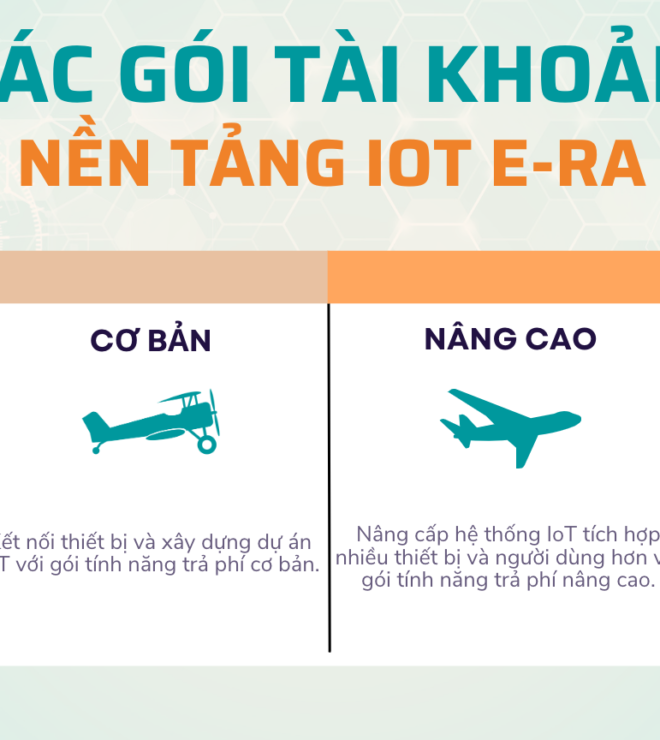 ÁC GÓI TÀI KHOẢ
NỀN TẢNG IOT E-RA
CƠ BẢN
Kết nối thiết bị và xây dựng dự án
T với gói tính năng trả phí cơ bản.
NÂNG CAO
Nâng cấp hệ thống IoT tích hợp
nhiều thiết bị và người dùng hơn v
gói tính năng trả phí nâng cao.